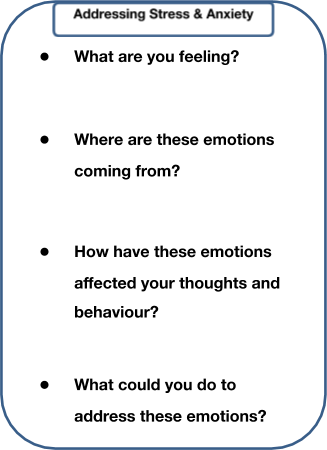 Addressing Stress & Anxiety
● What are you feeling?
● Where are these emotions
coming from?
● How have these emotions
affected your thoughts and
behaviour?
● What could you do to
address these emotions?